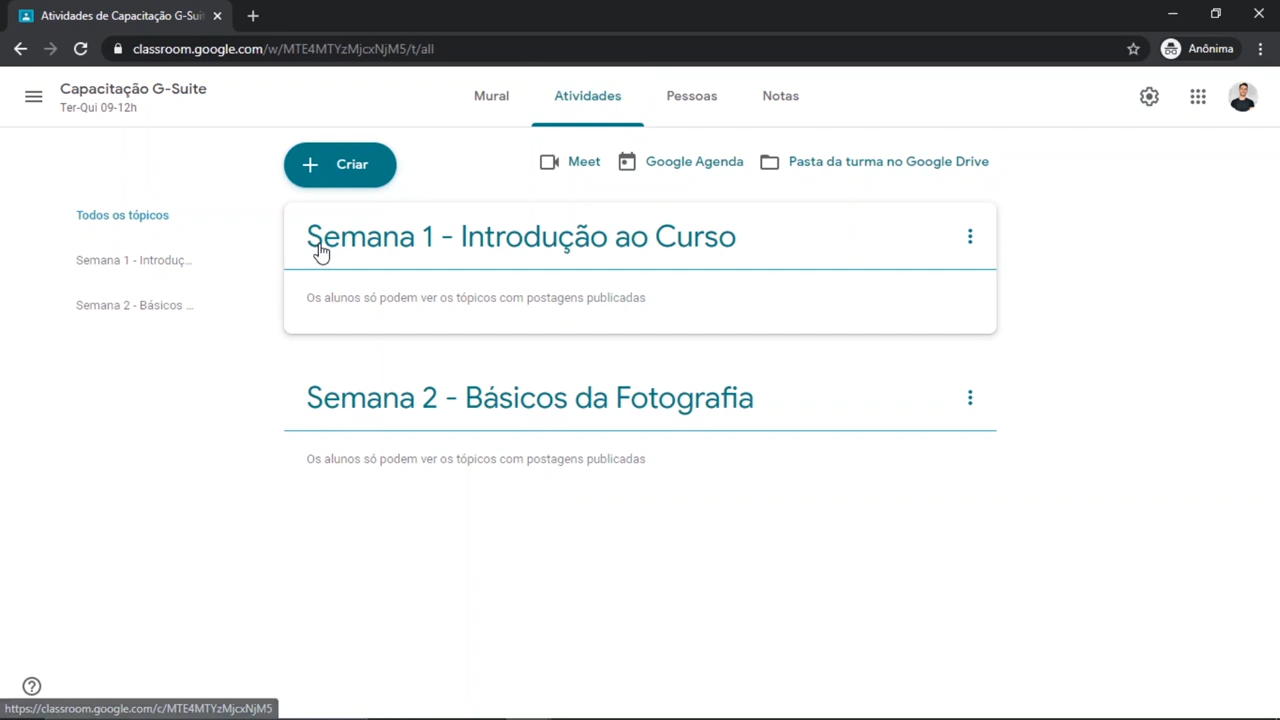 Atividades de Capacitação G-Suit
classroom.google.com/w/MTE4MTYzMjcxNjM5/t/all
Anônima
Capacitação G-Suite
Ter-Qui 09-12h
Mural
Atividades
Pessoas
Notas
Criar
Meet
Google Agenda
Pasta da turma no Google Drive
Todos os tópicos
Semana 1 - Introduç...
Semana 2 - Básicos ...
Semana 1 - Introdução ao Curso
Os alunos só podem ver os tópicos com postagens publicadas
Semana 2 - Básicos da Fotografia
Os alunos só podem ver os tópicos com postagens publicadas
https://classroom.google.com/c/MTE4MTYzMjcxNjM5